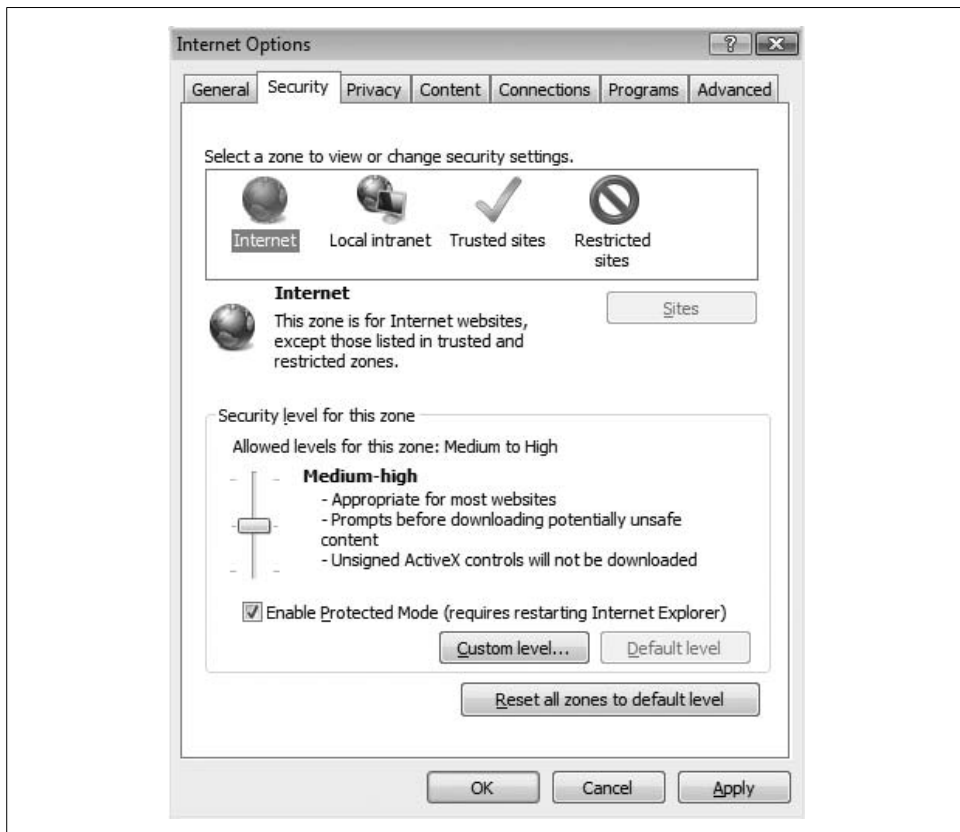 Internet Options
General Security Privacy Content Connections Programs Advanced
Select a zone to view or change security settings.
Internet Local intranet Trusted sites Restricted
sites
Internet
Sites
This zone is for Internet websites,
except those listed in trusted and
restricted zones.
Security level for this zone
Allowed levels for this zone: Medium to High
Medium-high
- Appropriate for most websites
- Prompts before downloading potentially unsafe
content
- Unsigned ActiveX controls will not be downloaded
Enable Protected Mode (requires restarting Internet Explorer)
Custom level... Default level
Reset all zones to default level
OK Cancel Apply